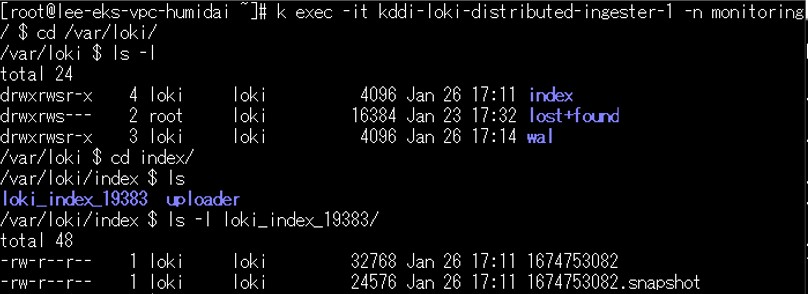 [root@lee-eks-vpc-humidai ~]# k exec -it kddi-loki-distributed-ingester-1 -n monitoring
/ $ cd /var/loki/
/var/loki $ ls -l
total 24
drwxrwsr-x 4 loki loki 4096 Jan 26 17:11 index
drwxrws--- 2 root loki 16384 Jan 23 17:32 lost+found
drwxrwsr-x 3 loki loki 4096 Jan 26 17:14 wal
/var/loki $ cd index/
/var/loki/index $ ls
loki_index_19383 uploader
/var/loki/index $ ls -l loki_index_19383/
total 48
-rw-r--r-- 1 loki loki 32768 Jan 26 17:11 1674753082
-rw-r--r-- 1 loki loki 24576 Jan 26 17:11 1674753082.snapshot